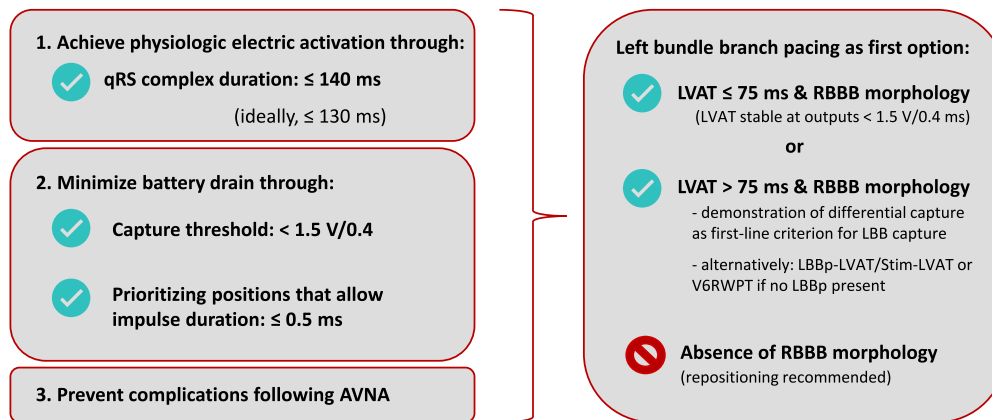 1. Achieve physiologic electric activation through:
qRS complex duration: ≤ 140 ms
(ideally, ≤ 130 ms)
2. Minimize battery drain through:
Capture threshold: < 1.5 V/0.4
Prioritizing positions that allow
impulse duration: ≤ 0.5 ms
3. Prevent complications following AVNA
Left bundle branch pacing as first option:
LVAT ≤ 75 ms & RBBB morphology
(LVAT stable at outputs < 1.5 V/0.4 ms)
or
LVAT > 75 ms & RBBB morphology
- demonstration of differential capture
as first-line criterion for LBB capture
- alternatively: LBBp-LVAT/Stim-LVAT or
V6RWPT if no LBBp present
Absence of RBBB morphology
(repositioning recommended)